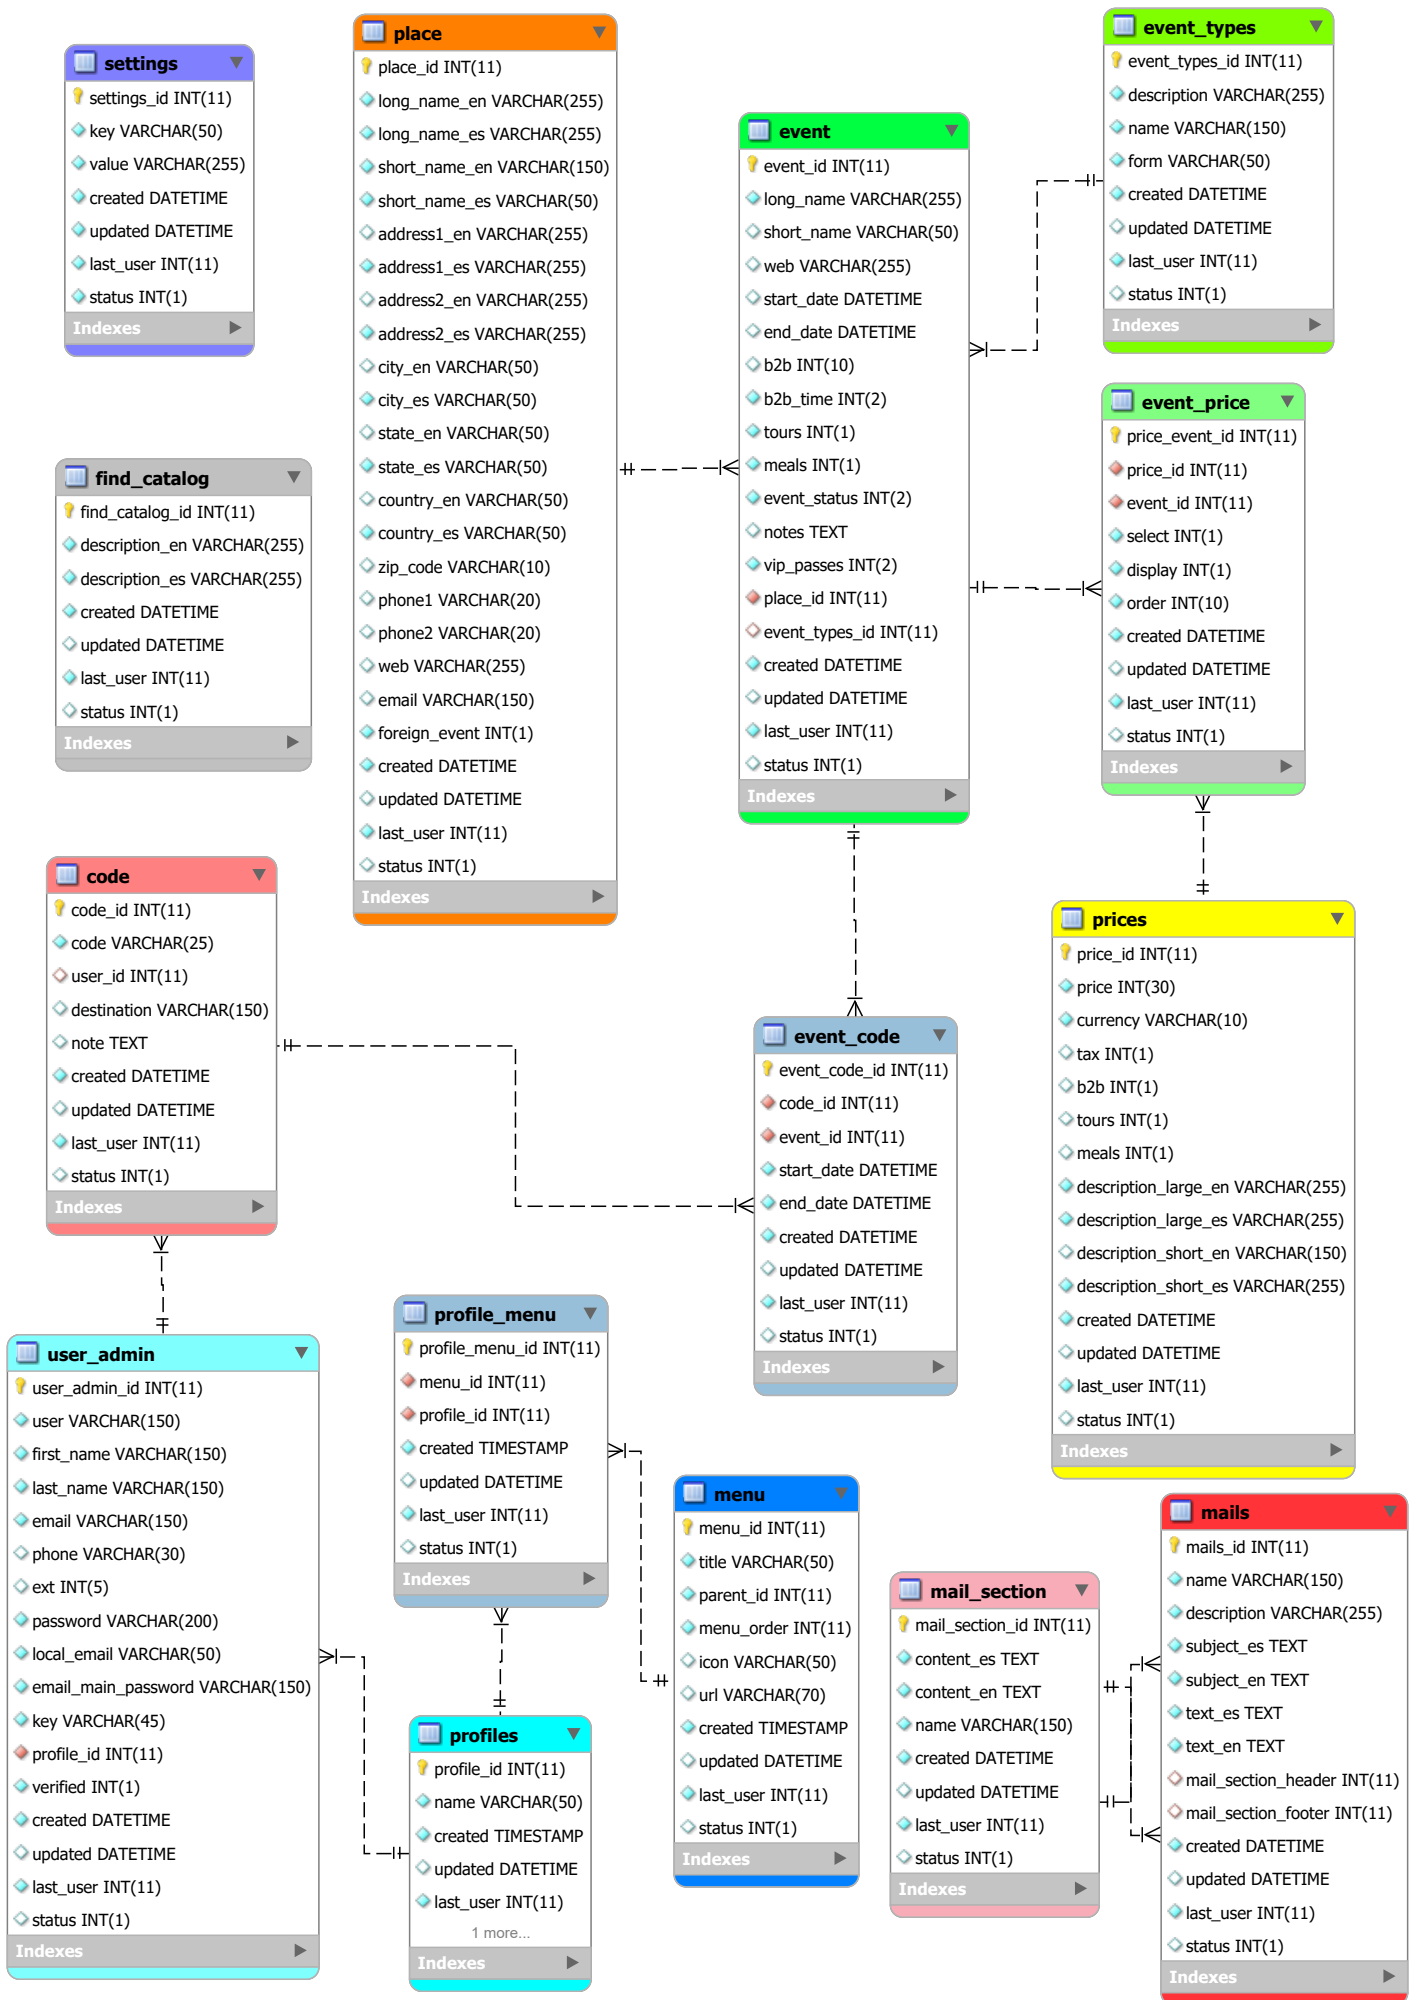 settings
settings_id INT(11)
key VARCHAR(50)
value VARCHAR(255)
created DATETIME
updated DATETIME
last_user INT(11)
status INT(1)
Indexes
place
place_id INT(11)
long_name_en VARCHAR(255)
long_name_es VARCHAR(255)
short_name_en VARCHAR(150)
short_name_es VARCHAR(50)
address1_en VARCHAR(255)
address1_es VARCHAR(255)
address2_en VARCHAR(255)
address2_es VARCHAR(255)
city_en VARCHAR(50)
city_es VARCHAR(50)
state_en VARCHAR(50)
state_es VARCHAR(50)
country_en VARCHAR(50)
country_es VARCHAR(50)
zip_code VARCHAR(10)
phone1 VARCHAR(20)
phone2 VARCHAR(20)
web VARCHAR(255)
email VARCHAR(150)
foreign_event INT(1)
created DATETIME
updated DATETIME
last_user INT(11)
status INT(1)
Indexes
event
event_id INT(11)
long_name VARCHAR(255)
short_name VARCHAR(50)
web VARCHAR(255)
start_date DATETIME
end_date DATETIME
b2b INT(10)
b2b_time INT(2)
tours INT(1)
meals INT(1)
event_status INT(2)
notes TEXT
vip_passes INT(2)
place_id INT(11)
event_types_id INT(11)
created DATETIME
updated DATETIME
last_user INT(11)
status INT(1)
Indexes
event_types
event_types_id INT(11)
description VARCHAR(255)
name VARCHAR(150)
form VARCHAR(50)
created DATETIME
updated DATETIME
last_user INT(11)
status INT(1)
Indexes
event_price
price_event_id INT(11)
price_id INT(11)
event_id INT(11)
select INT(1)
display INT(1)
order INT(10)
created DATETIME
updated DATETIME
last_user INT(11)
status INT(1)
Indexes
find_catalog
find_catalog_id INT(11)
description_en VARCHAR(255)
description_es VARCHAR(255)
created DATETIME
updated DATETIME
last_user INT(11)
status INT(1)
Indexes
code
code_id INT(11)
code VARCHAR(25)
user_id INT(11)
destination VARCHAR(150)
note TEXT
created DATETIME
updated DATETIME
last_user INT(11)
status INT(1)
Indexes
prices
price_id INT(11)
price INT(30)
currency VARCHAR(10)
tax INT(1)
b2b INT(1)
tours INT(1)
meals INT(1)
description_large_en VARCHAR(255)
description_large_es VARCHAR(255)
description_short_en VARCHAR(150)
description_short_es VARCHAR(255)
created DATETIME
updated DATETIME
last_user INT(11)
status INT(1)
Indexes
event_code
event_code_id INT(11)
code_id INT(11)
event_id INT(11)
start_date DATETIME
end_date DATETIME
created DATETIME
updated DATETIME
last_user INT(11)
status INT(1)
Indexes
user_admin
user_admin_id INT(11)
user VARCHAR(150)
first_name VARCHAR(150)
last_name VARCHAR(150)
email VARCHAR(150)
phone VARCHAR(30)
ext INT(5)
password VARCHAR(200)
local_email VARCHAR(50)
email_main_password VARCHAR(150)
key VARCHAR(45)
profile_id INT(11)
verified INT(1)
created DATETIME
updated DATETIME
last_user INT(11)
status INT(1)
Indexes
profile_menu
profile_menu_id INT(11)
menu_id INT(11)
profile_id INT(11)
created TIMESTAMP
updated DATETIME
last_user INT(11)
status INT(1)
Indexes
profiles
profile_id INT(11)
name VARCHAR(50)
created TIMESTAMP
updated DATETIME
last_user INT(11)
1 more...
Indexes
menu
menu_id INT(11)
title VARCHAR(50)
parent_id INT(11)
menu_order INT(11)
icon VARCHAR(50)
url VARCHAR(70)
created TIMESTAMP
updated DATETIME
last_user INT(11)
status INT(1)
Indexes
mail_section
mail_section_id INT(11)
content_es TEXT
content_en TEXT
name VARCHAR(150)
created DATETIME
updated DATETIME
last_user INT(11)
status INT(1)
Indexes
mails
mails_id INT(11)
name VARCHAR(150)
description VARCHAR(255)
subject_es TEXT
subject_en TEXT
text_es TEXT
text_en TEXT
mail_section_header INT(11)
mail_section_footer INT(11)
created DATETIME
updated DATETIME
last_user INT(11)
status INT(1)
Indexes